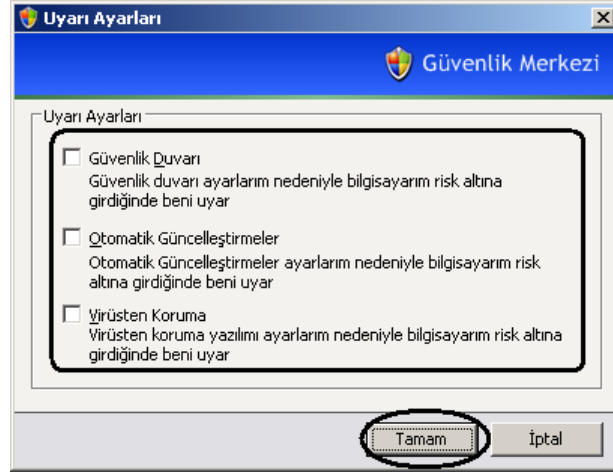 Uyarı Ayarları
Güvenlik Merkezi
Uyarı Ayarları
Güvenlik Duvarı
Güvenlik duvarı ayarlarım nedeniyle bilgisayarım risk altına
girdiğinde beni uyar
Otomatik Güncelleştirmeler
Otomatik Güncelleştirmeler ayarlarım nedeniyle bilgisayarım risk
altına girdiğinde beni uyar
Virüsten Koruma
Virüsten koruma yazılımı ayarlarım nedeniyle bilgisayarım risk altına
girdiğinde beni uyar
Tamam İptal